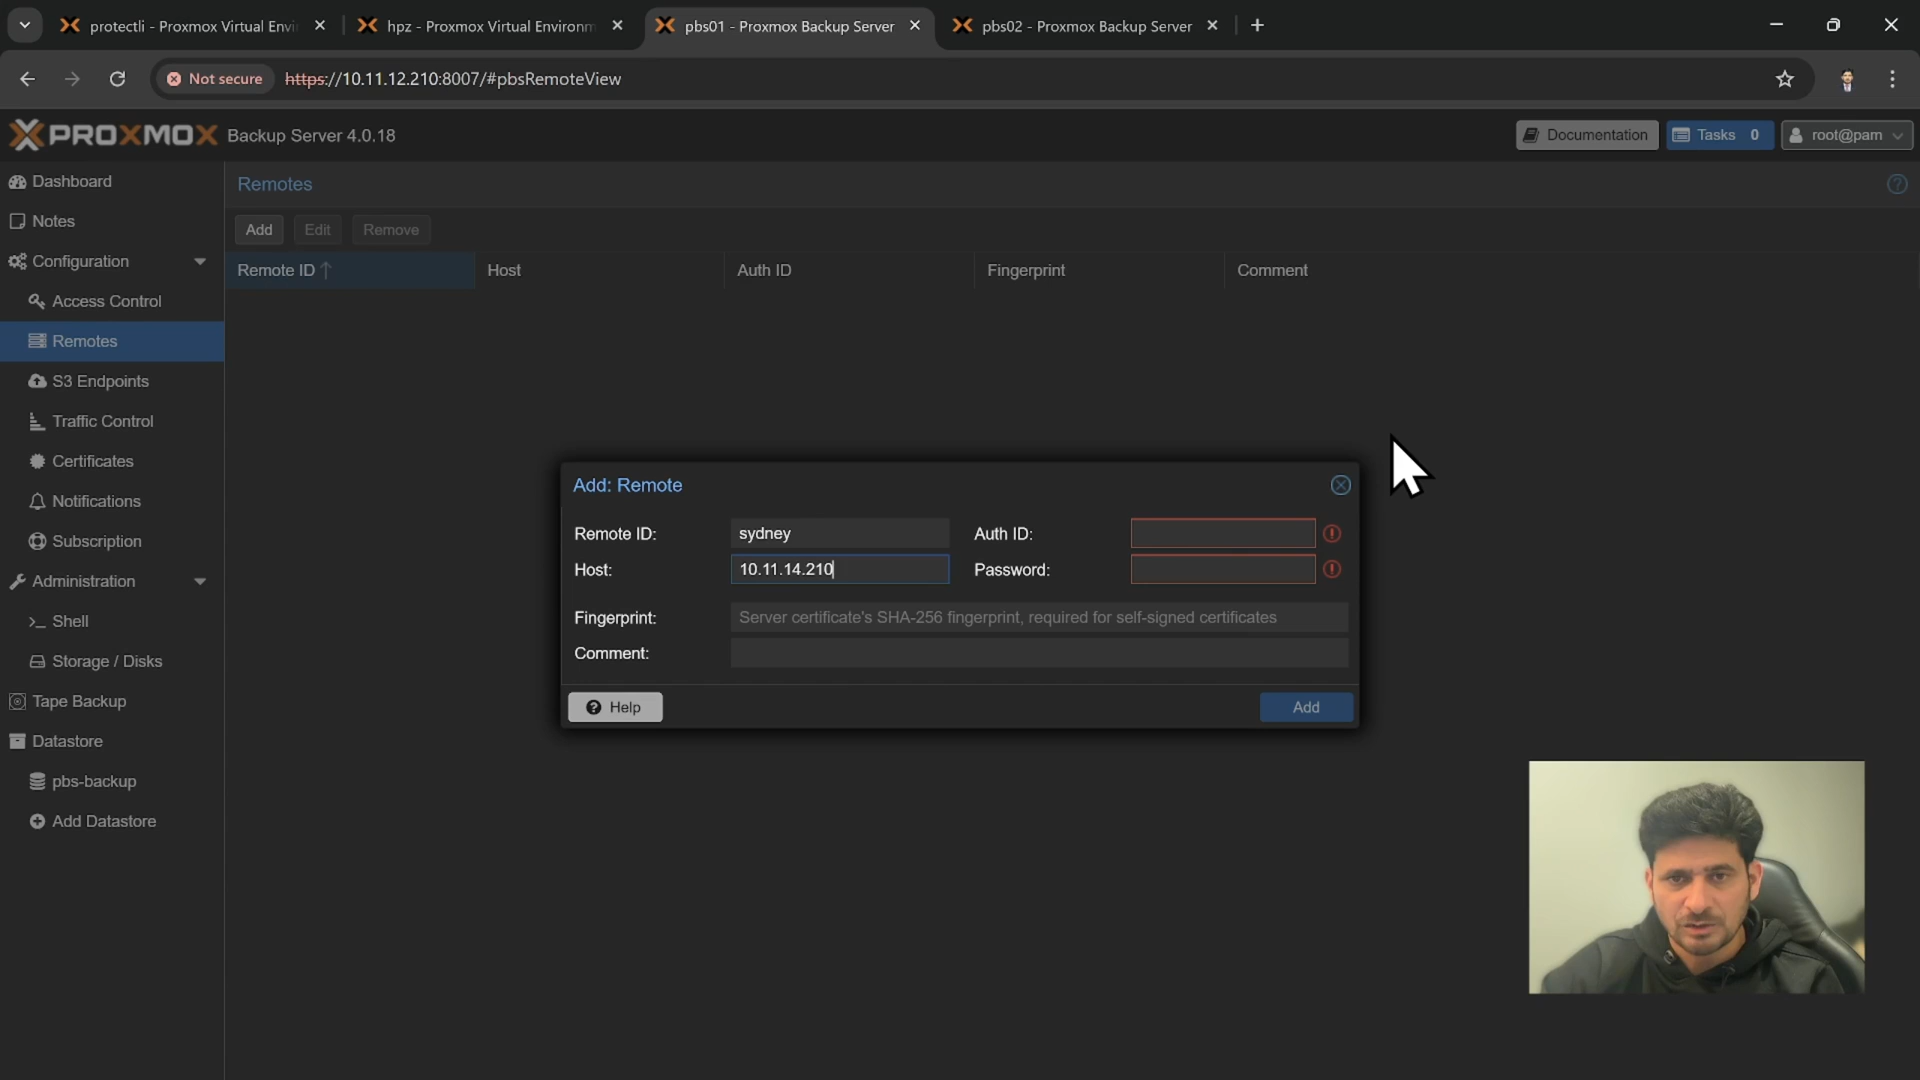 protectli - Proxmox Virtual Envi
hpz - Proxmox Virtual Environm
pbs01 - Proxmox Backup Server
pbs02 - Proxmox Backup Server
Not secure
https://10.11.12.210:8007/#pbsRemoteView
PROXMOX Backup Server 4.0.18
Documentation
Tasks 0
root@pam
Dashboard
Notes
Configuration
Access Control
Remotes
S3 Endpoints
Traffic Control
Certificates
Notifications
Subscription
Administration
Shell
Storage / Disks
Tape Backup
Datastore
pbs-backup
Add Datastore
Remotes
Add Edit Remove
Remote ID Host Auth ID Fingerprint Comment
Add: Remote
Remote ID: sydney Auth ID:
Host: 10.11.14.210 Password:
Fingerprint: Server certificate's SHA-256 fingerprint, required for self-signed certificates
Comment:
Help
Add